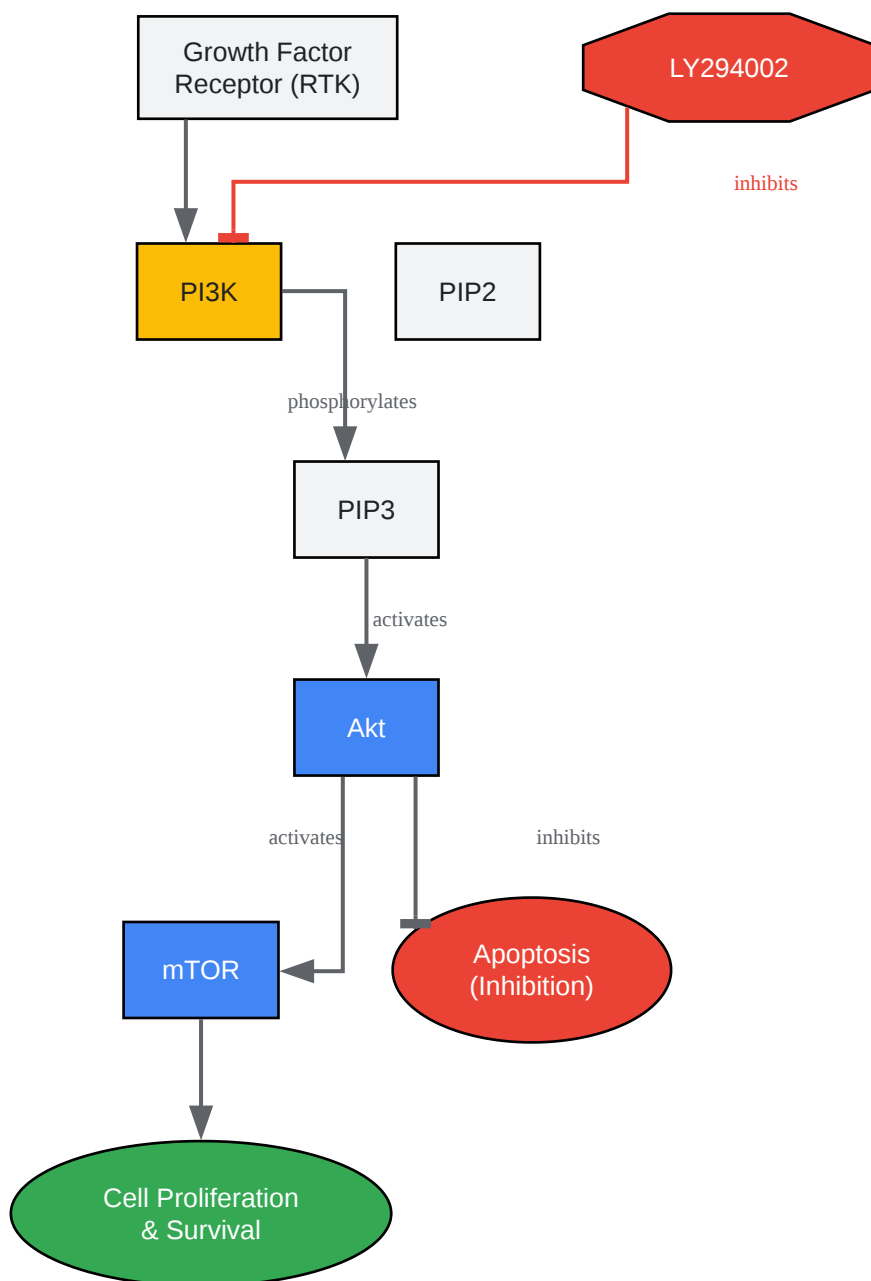 Growth Factor
Receptor (RTK)
LY294002
inhibits
PI3K
PIP2
phosphorylates
PIP3
activates
Akt
activates
inhibits
mTOR
Apoptosis
(Inhibition)
Cell Proliferation
& Survival